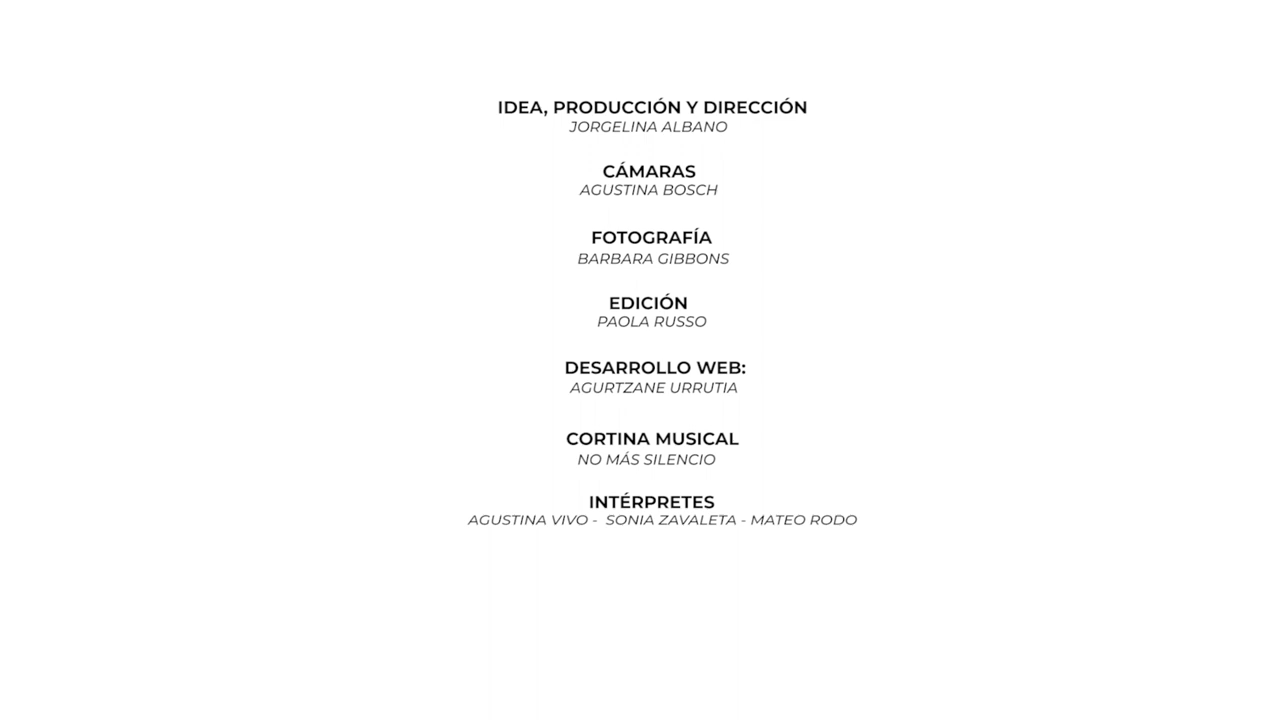 IDEA, PRODUCCIÓN Y DIRECCIÓN
JORGELINA ALBANO
CÁMARAS
AGUSTINA BOSCH
FOTOGRAFÍA
BARBARA GIBBONS
EDICIÓN
PAOLA RUSSO
DESARROLLO WEB:
AGURTZANE URRUTIA
CORTINA MUSICAL
NO MÁS SILENCIO
INTÉRPRETES
AGUSTINA VIVO -  SONIA ZAVALETA - MATEO RODO